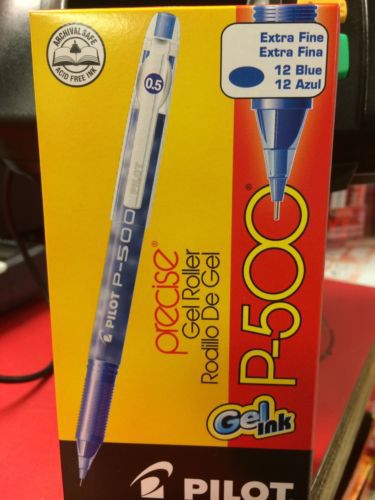 ARCHIVAL SAFE
ACID FREE INK
Extra Fine
Extra Fina
12 Blue
12 Azul
0.5
PILOT
PILOT P-500
precise®
Gel Roller
Rodillo De Gel
P-500®
Gel
Ink
PILOT